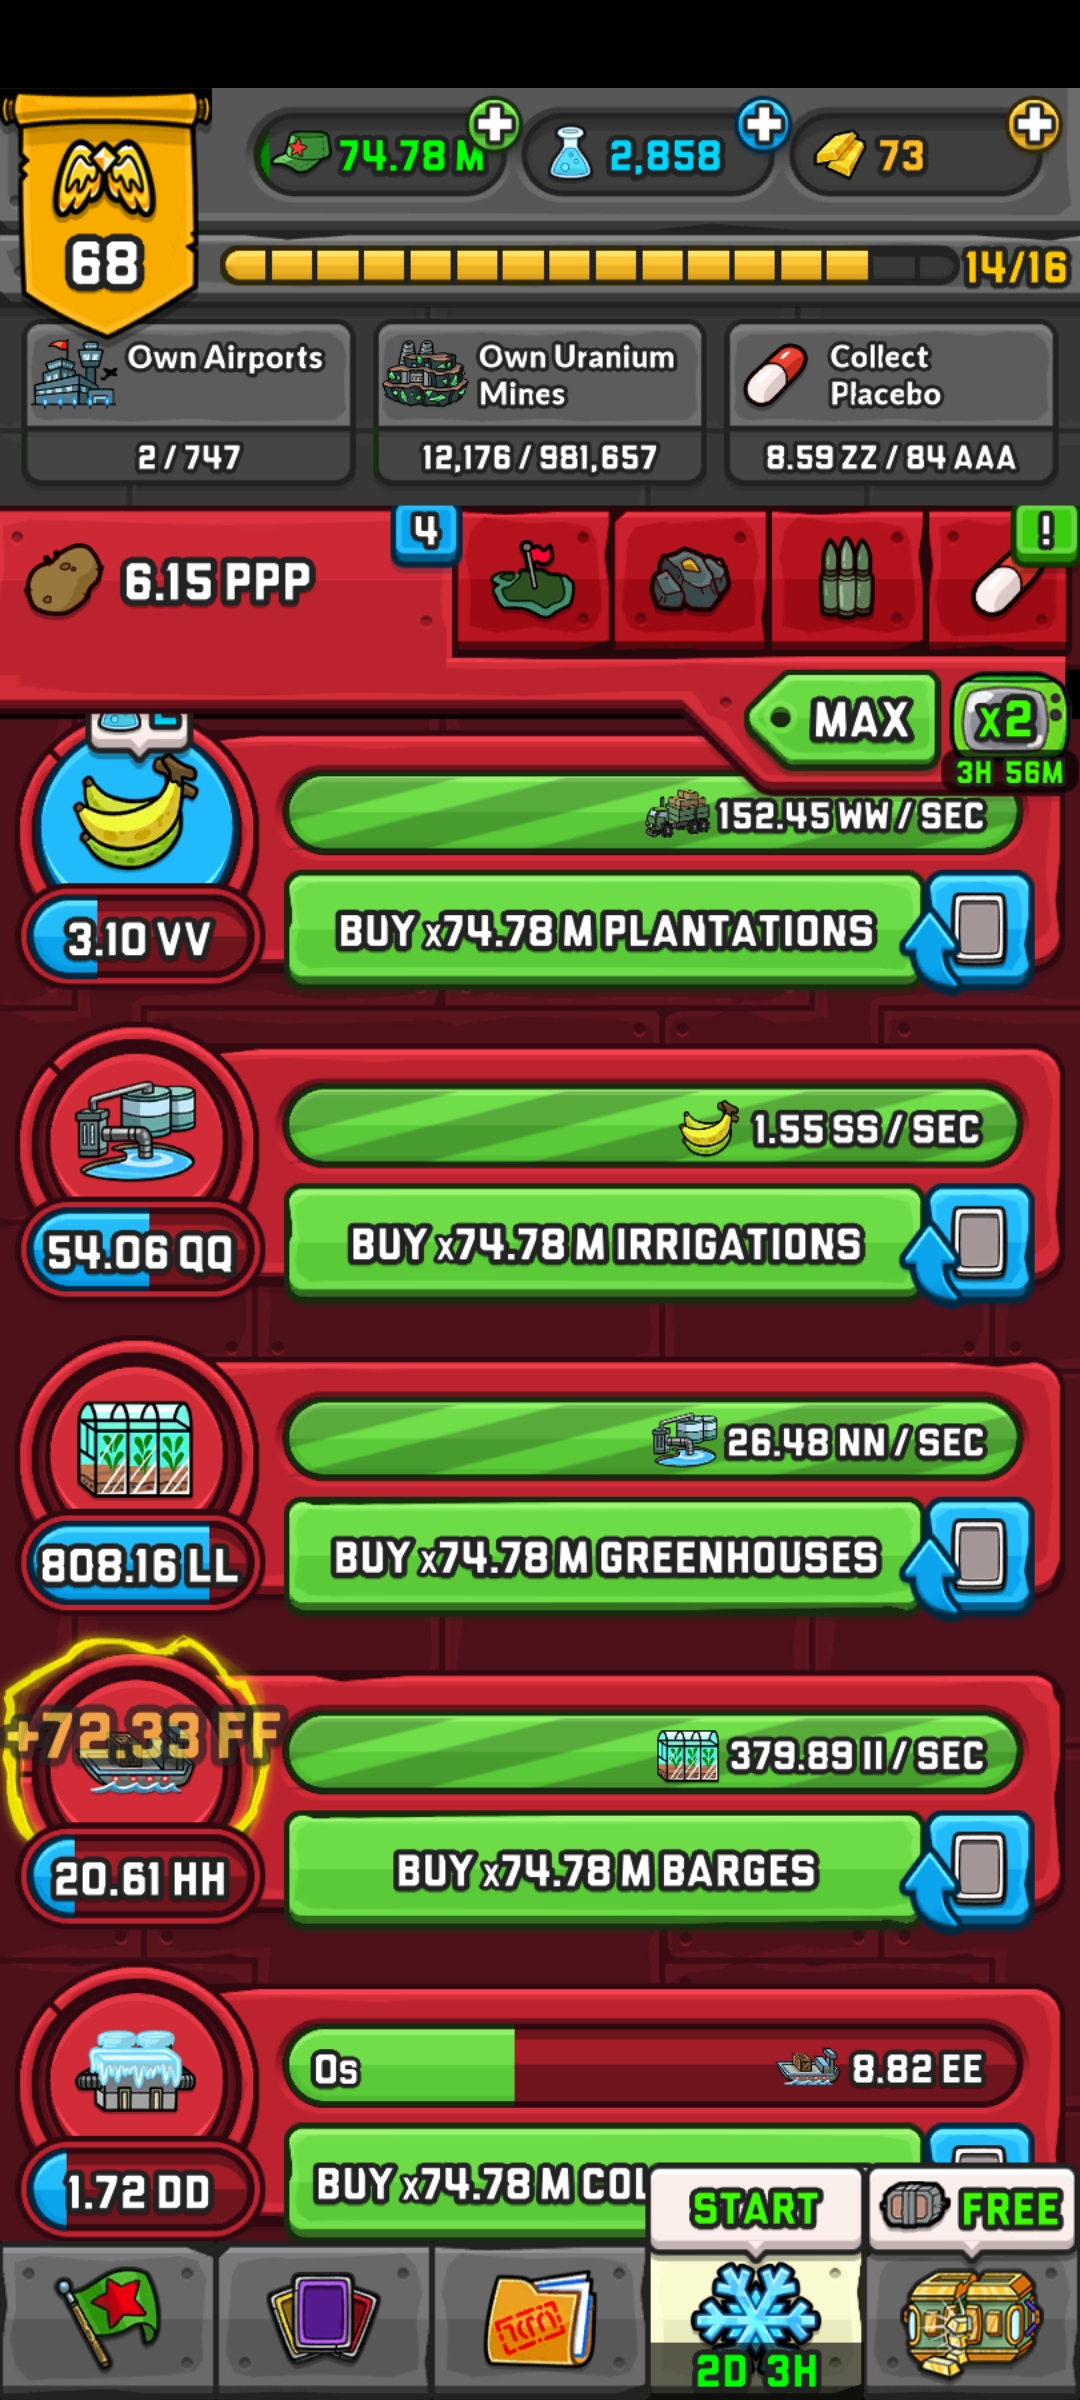 74.78 M
2,858
73
68
14/16
Own Airports
2 / 747
Own Uranium
Mines
12,176 / 981,657
Collect
Placebo
8.59 ZZ / 84 AAA
6.15 PPP
4
!
MAX
x2
3H 56M
152.45 WW / SEC
3.10 VV
BUY x74.78 M PLANTATIONS
1.55 SS / SEC
54.06 QQ
BUY x74.78 M IRRIGATIONS
26.48 NN / SEC
808.16 LL
BUY x74.78 M GREENHOUSES
+72.33 FF
379.89 II / SEC
20.61 HH
BUY x74.78 M BARGES
0s
8.82 EE
1.72 DD
BUY x74.78 M COL
START
FREE
2D 3H